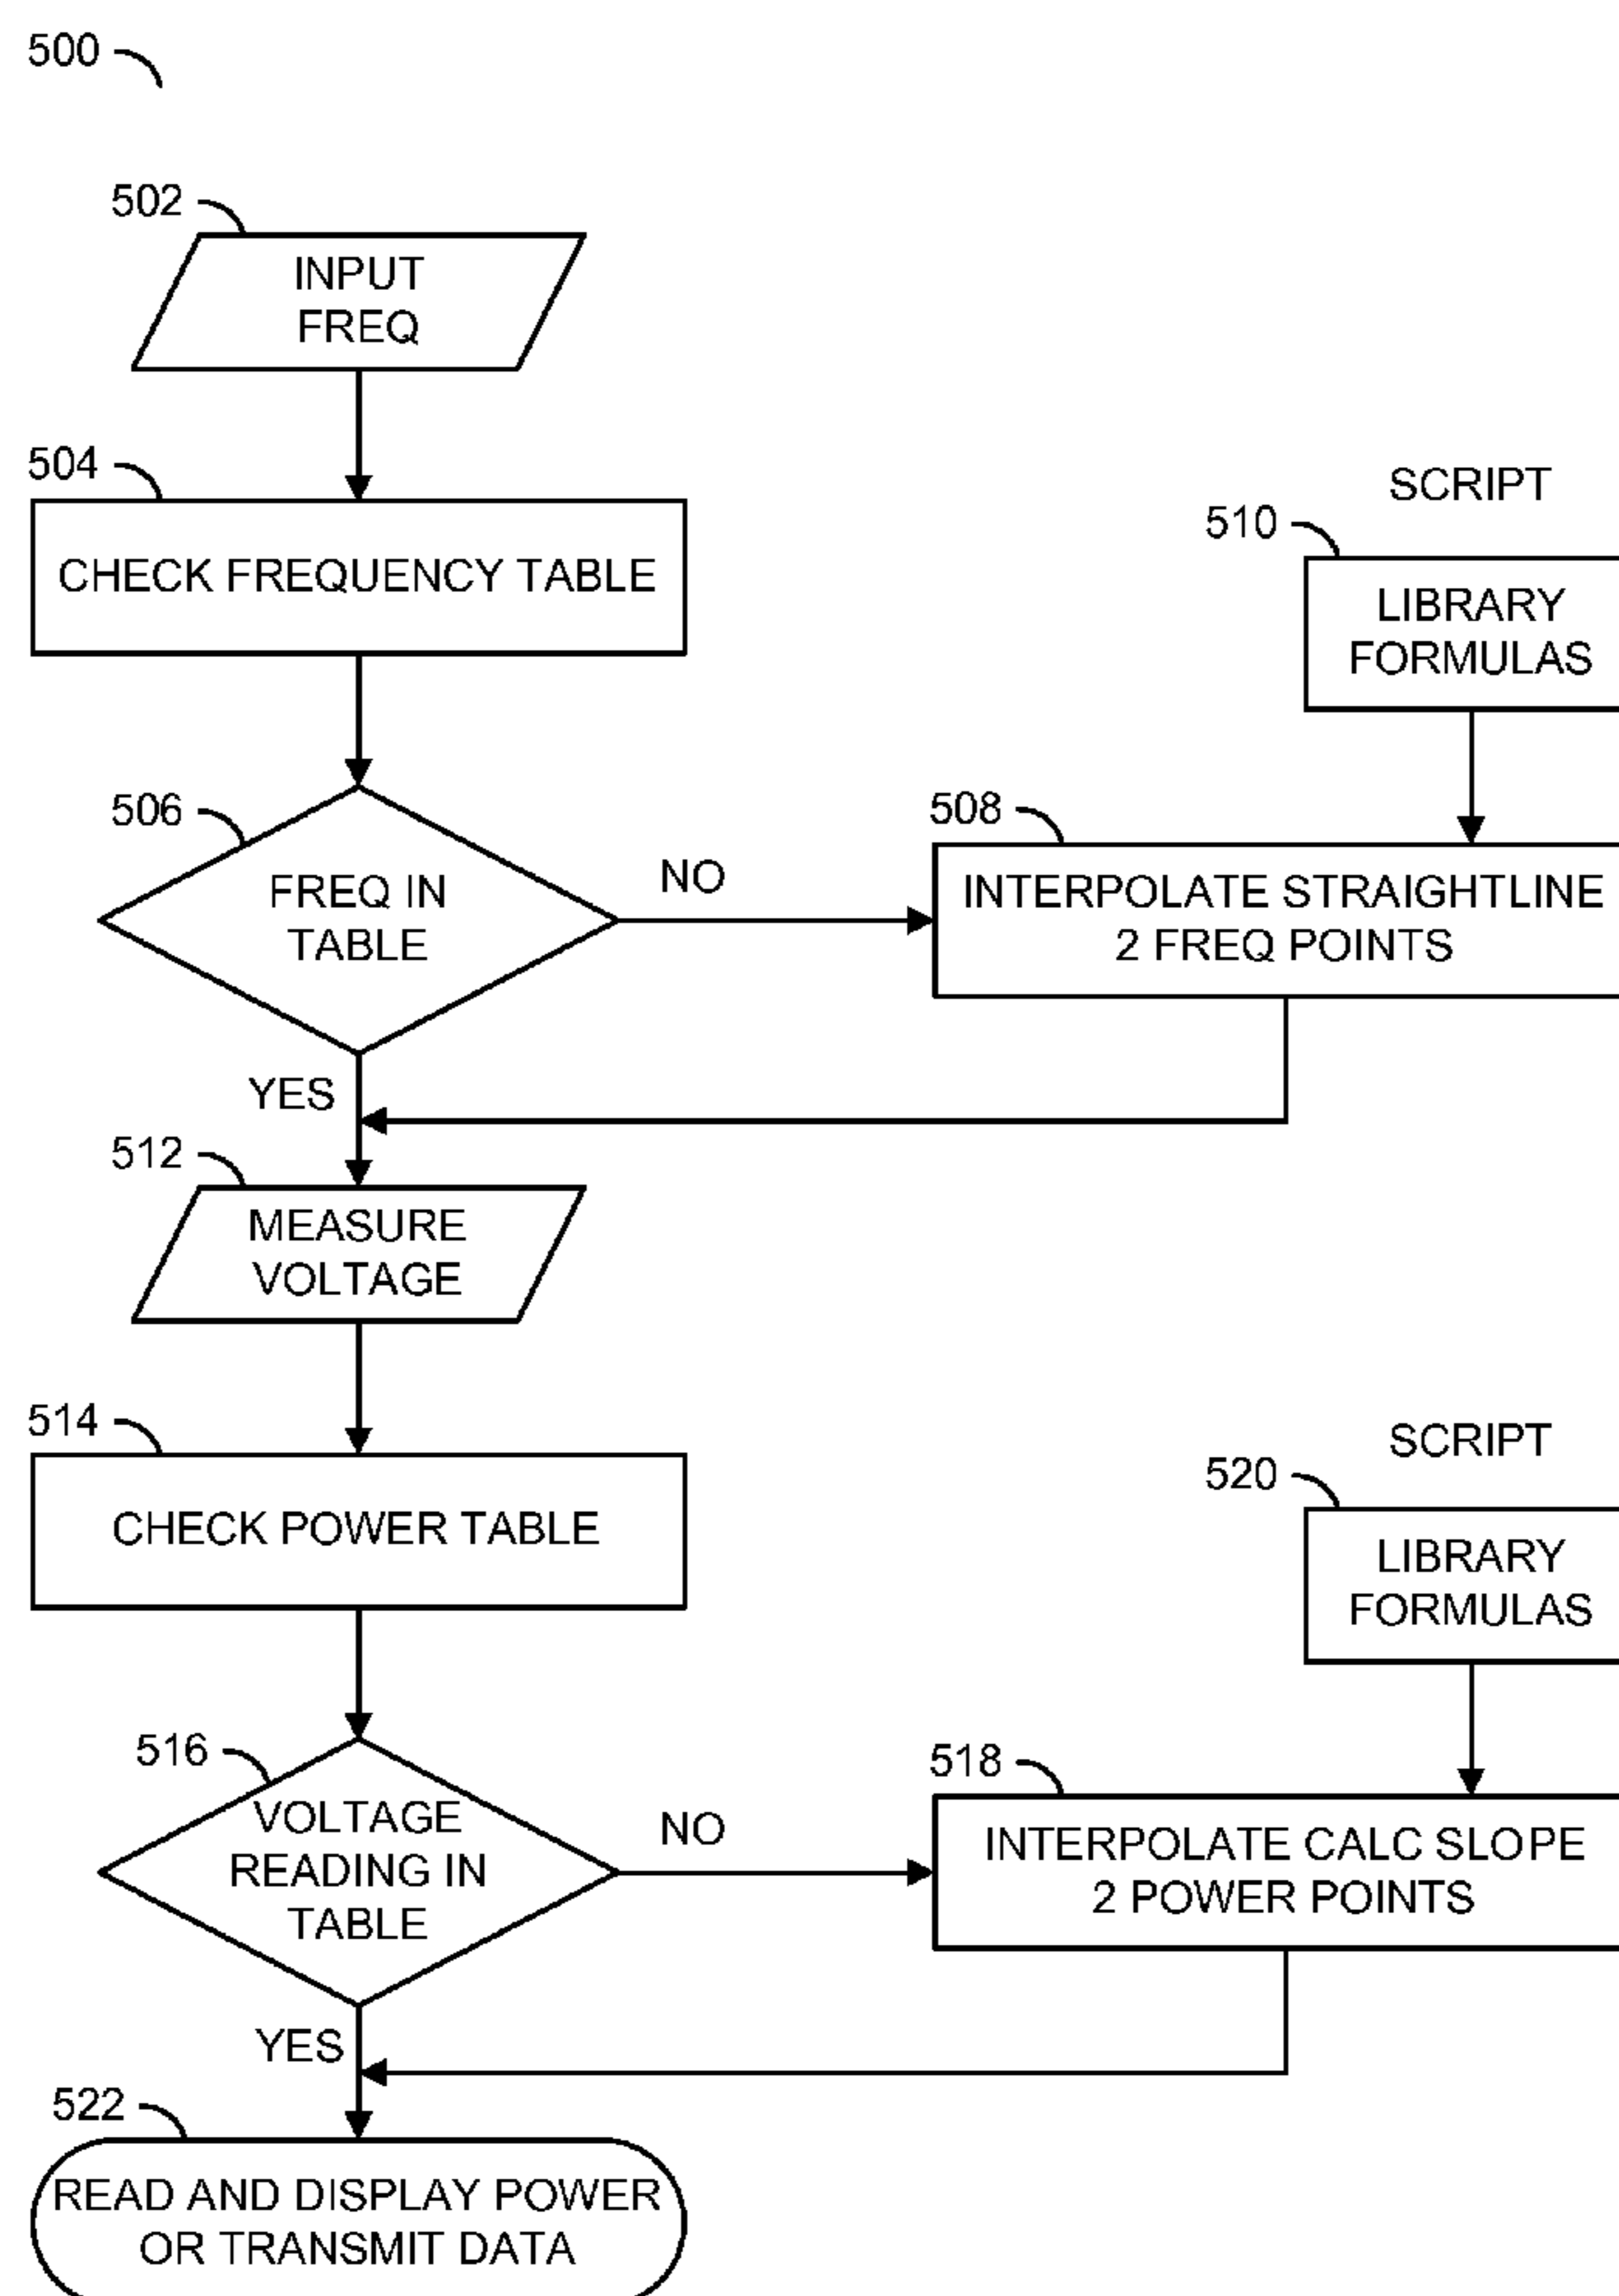 500
502
INPUT
FREQ
504
CHECK FREQUENCY TABLE
SCRIPT
510
LIBRARY
FORMULAS
506
FREQ IN
TABLE
NO
508
INTERPOLATE STRAIGHTLINE
2 FREQ POINTS
YES
512
MEASURE
VOLTAGE
514
CHECK POWER TABLE
SCRIPT
520
LIBRARY
FORMULAS
516
VOLTAGE
READING IN
TABLE
NO
518
INTERPOLATE CALC SLOPE
2 POWER POINTS
YES
522
READ AND DISPLAY POWER
OR TRANSMIT DATA